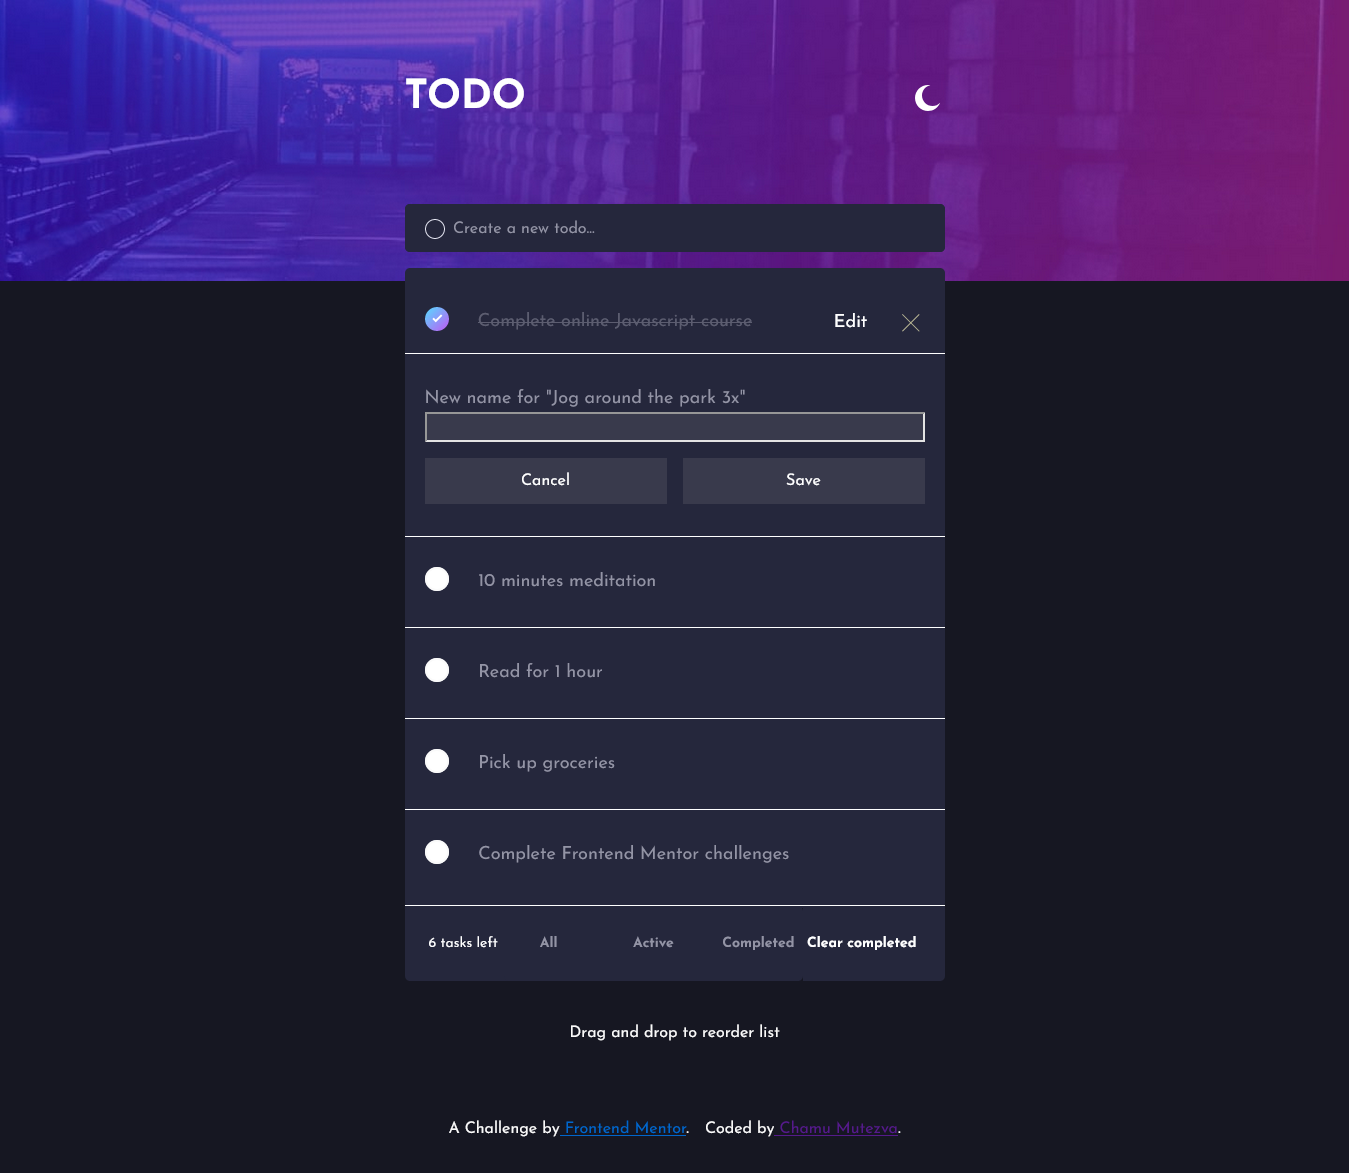 TODO
Create a new todo...
Complete online Javascript course Edit
New name for "Jog around the park 3x"
Cancel Save
10 minutes meditation
Read for 1 hour
Pick up groceries
Complete Frontend Mentor challenges
6 tasks left All Active Completed Clear completed
Drag and drop to reorder list
A Challenge by Frontend Mentor. Coded by Chamu Mutezva.